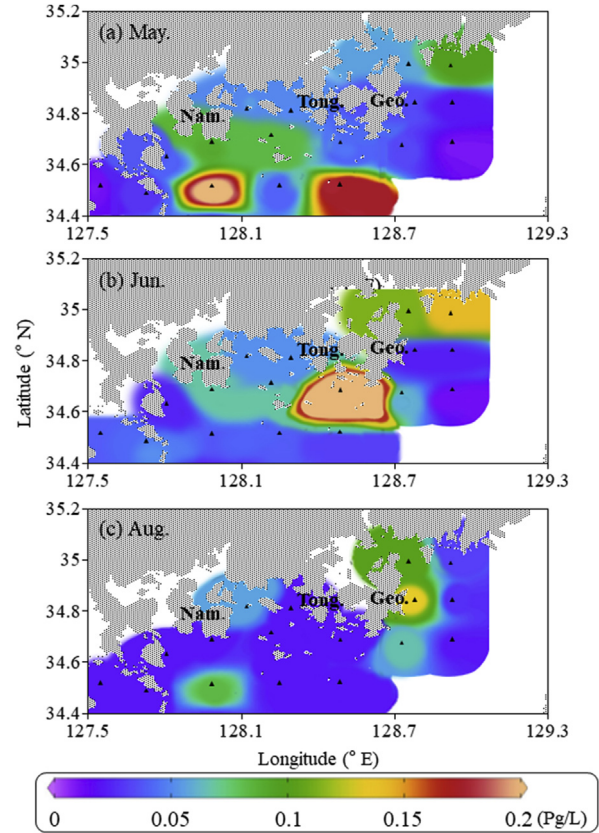 35.2
(a) May.
35
34.8
Nam.
Tong.
Geo.
34.6
34.4
127.5
128.1
128.7
129.3
35.2
(b) Jun.
35
34.8
Nam.
Tong.
Geo.
34.6
34.4
127.5
128.1
128.7
129.3
Latitude (° N)
35.2
(c) Aug.
35
34.8
Nam.
Tong.
Geo.
34.6
34.4
127.5
128.1
128.7
129.3
Longitude (° E)
0
0.05
0.1
0.15
0.2 (Pg/L)